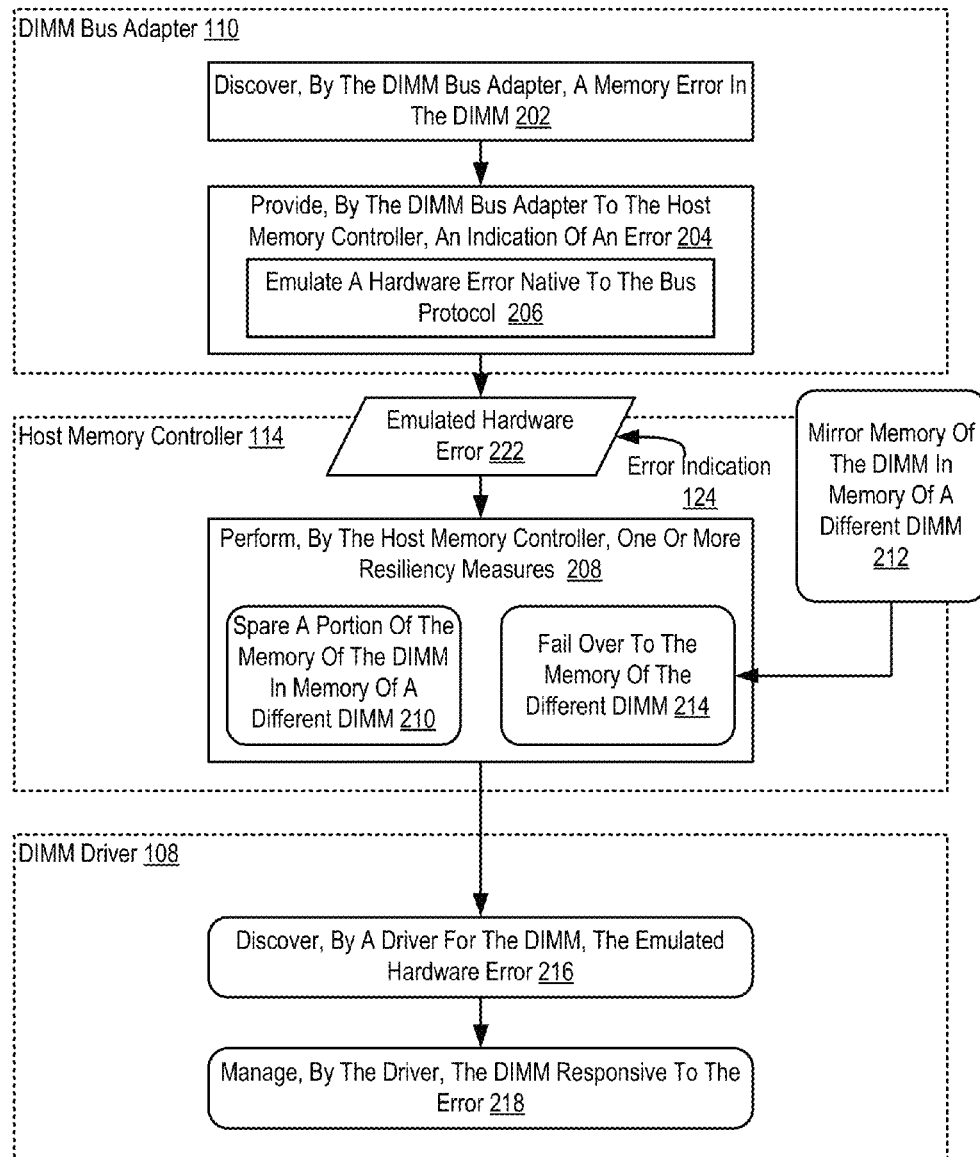 DIMM Bus Adapter 110
Discover, By The DIMM Bus Adapter, A Memory Error In
The DIMM 202
Provide, By The DIMM Bus Adapter To The Host
Memory Controller, An Indication Of An Error 204
Emulate A Hardware Error Native To The Bus
Protocol 206
Host Memory Controller 114
Emulated Hardware
Error 222
Error Indication
124
Mirror Memory Of
The DIMM In
Memory Of A
Different DIMM
212
Perform, By The Host Memory Controller, One Or More
Resiliency Measures 208
Spare A Portion Of The
Memory Of The DIMM
In Memory Of A
Different DIMM 210
Fail Over To The
Memory Of The
Different DIMM 214
DIMM Driver 108
Discover, By A Driver For The DIMM, The Emulated
Hardware Error 216
Manage, By The Driver, The DIMM Responsive To The
Error 218